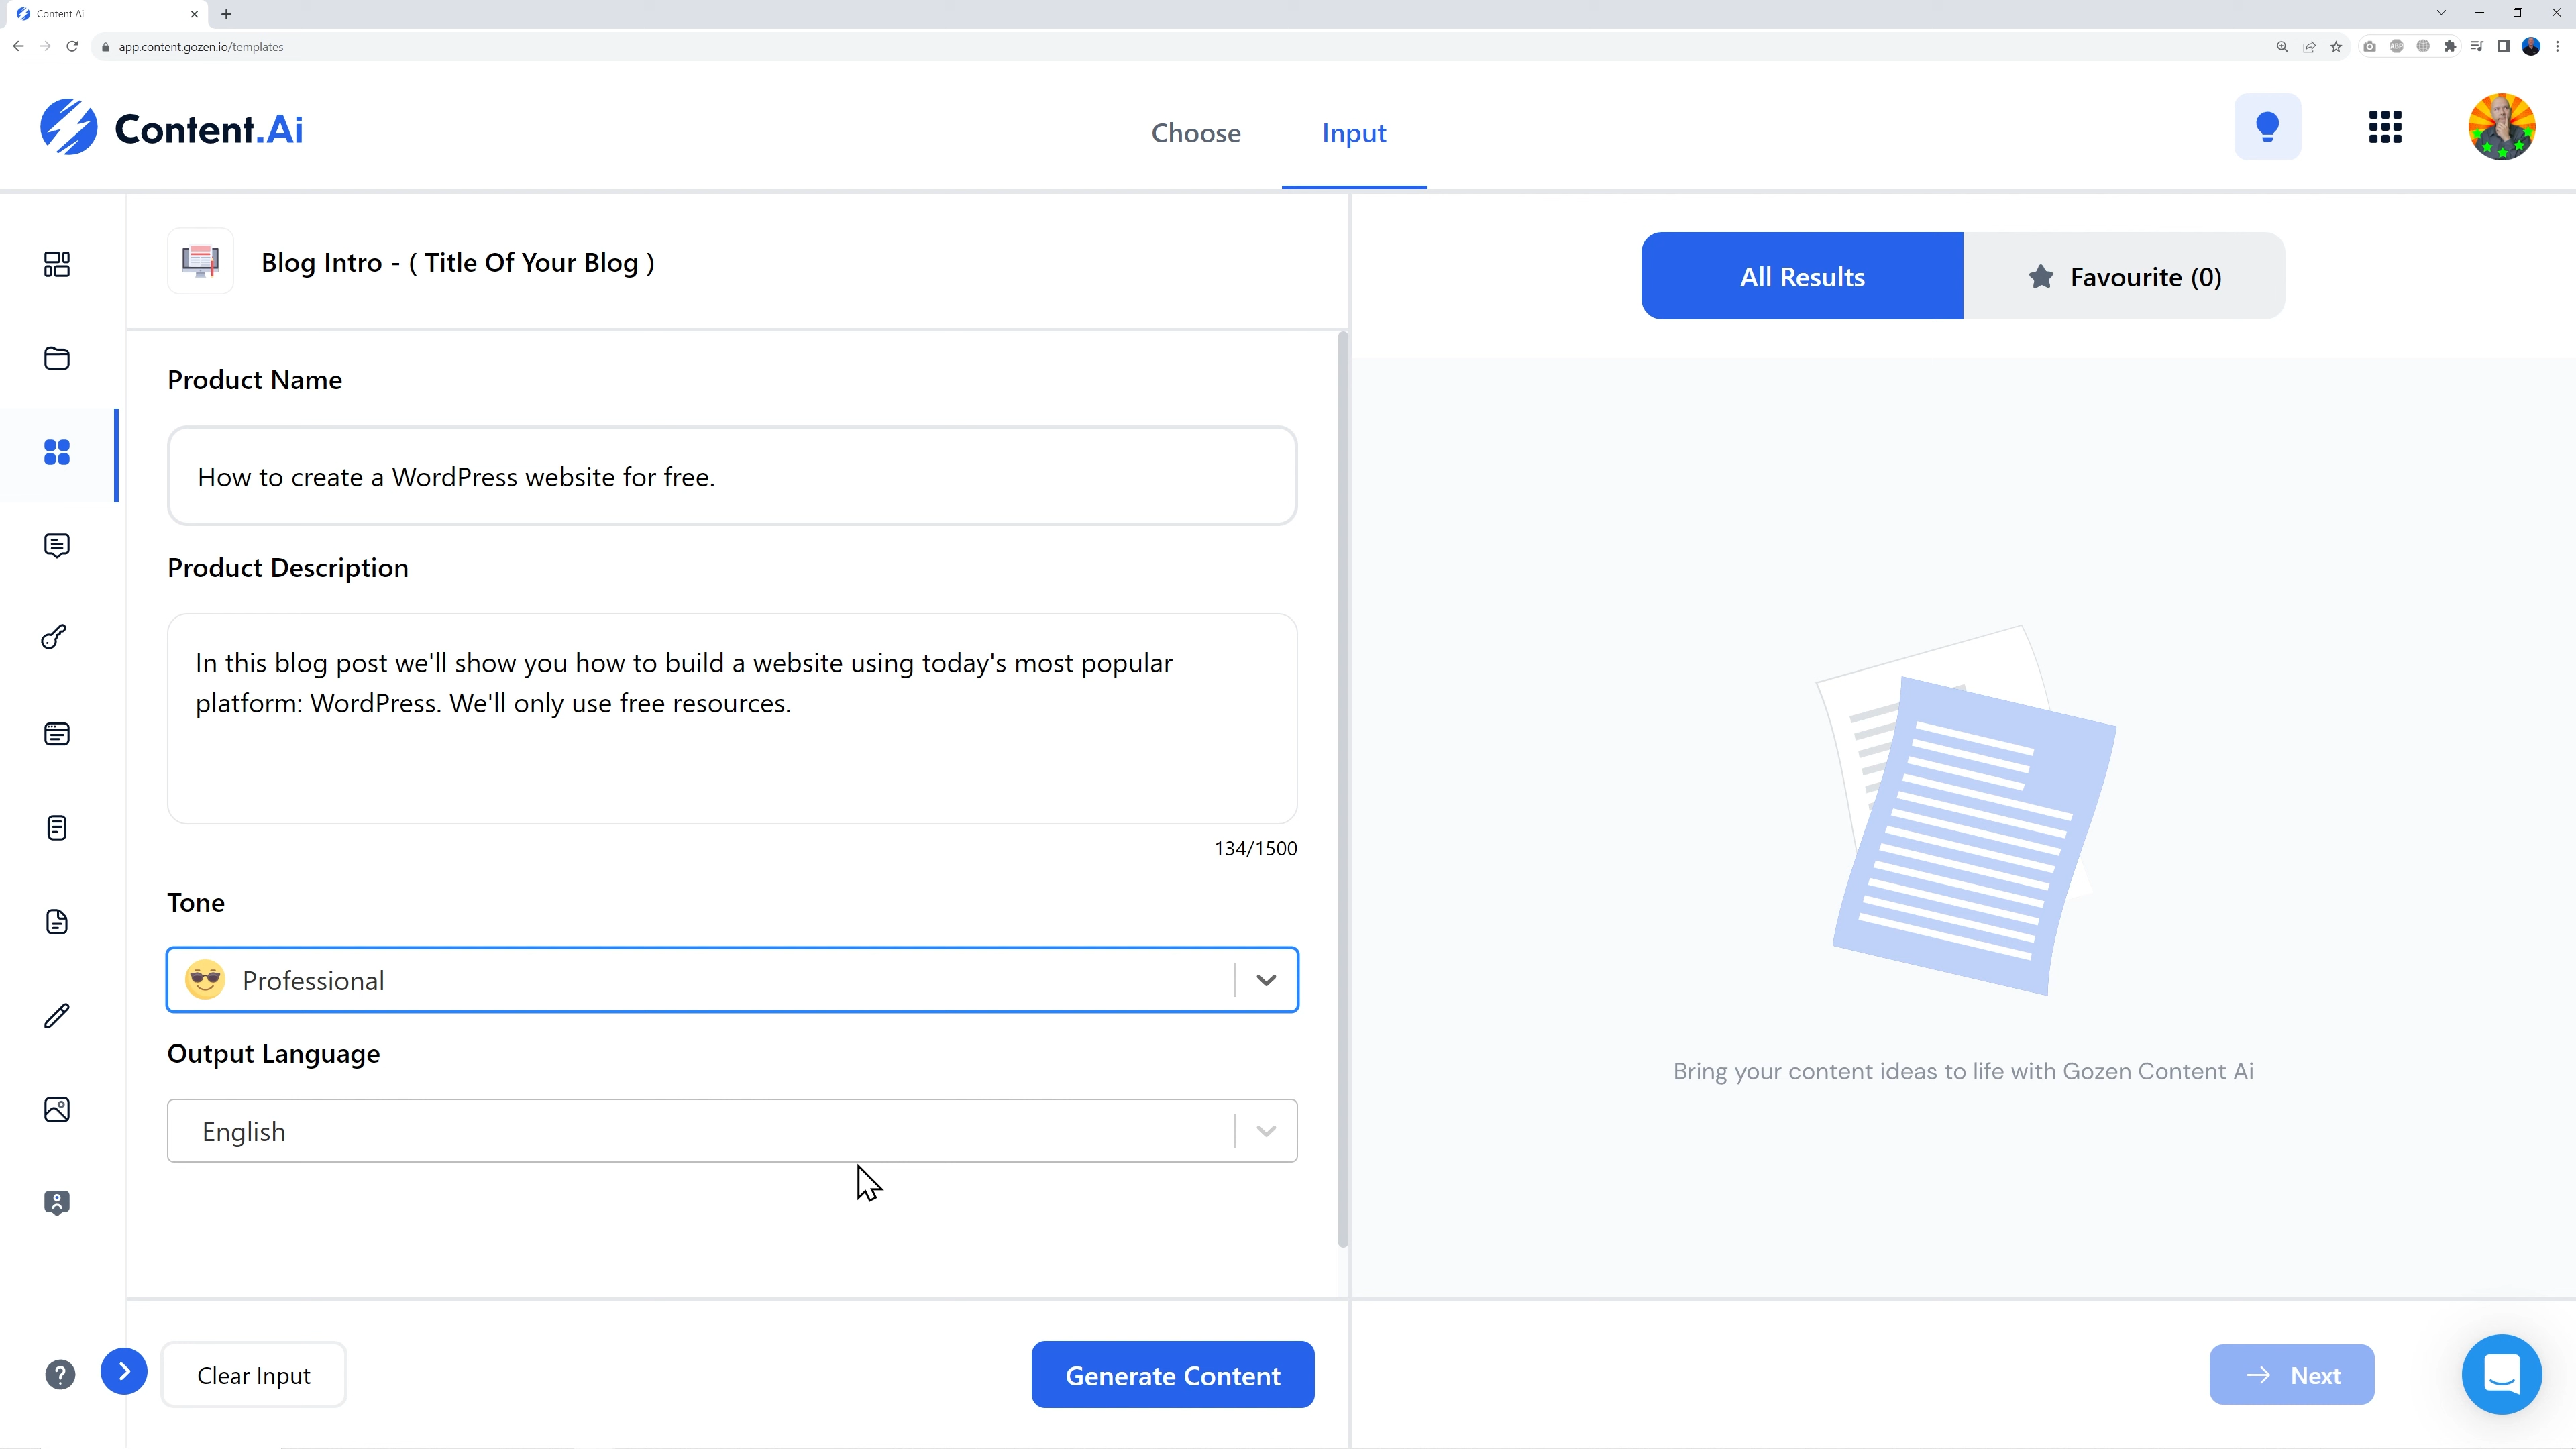 Content Ai
app.content.gozen.io/templates
ABP
Content.Ai
Choose
Input
Blog Intro - ( Title Of Your Blog )
All Results
Favourite (0)
Product Name
How to create a WordPress website for free.
Product Description
In this blog post we'll show you how to build a website using today's most popular
platform: WordPress. We'll only use free resources.
134/1500
Tone
Professional
Output Language
English
Bring your content ideas to life with Gozen Content Ai
?
Clear Input
Generate Content
Next